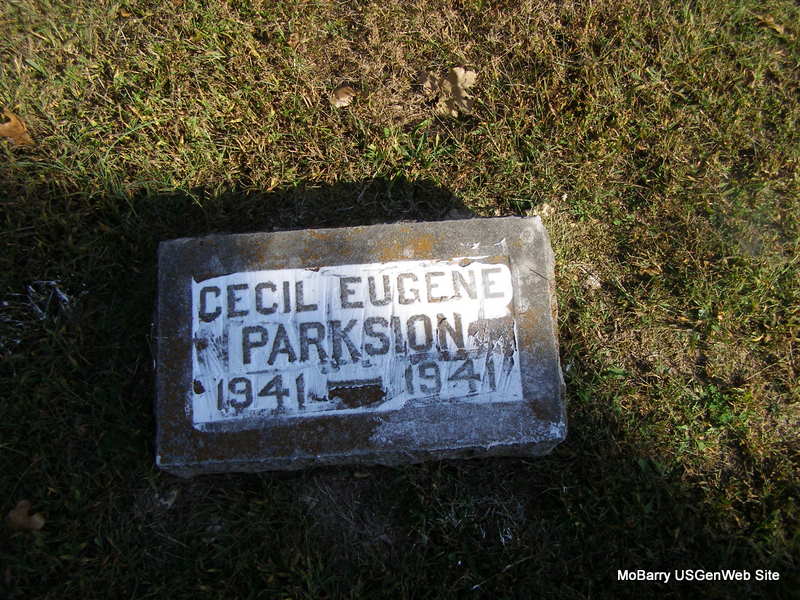 CECIL EUGENE
PARKSION
1941 — 1941
MoBarry USGenWeb Site